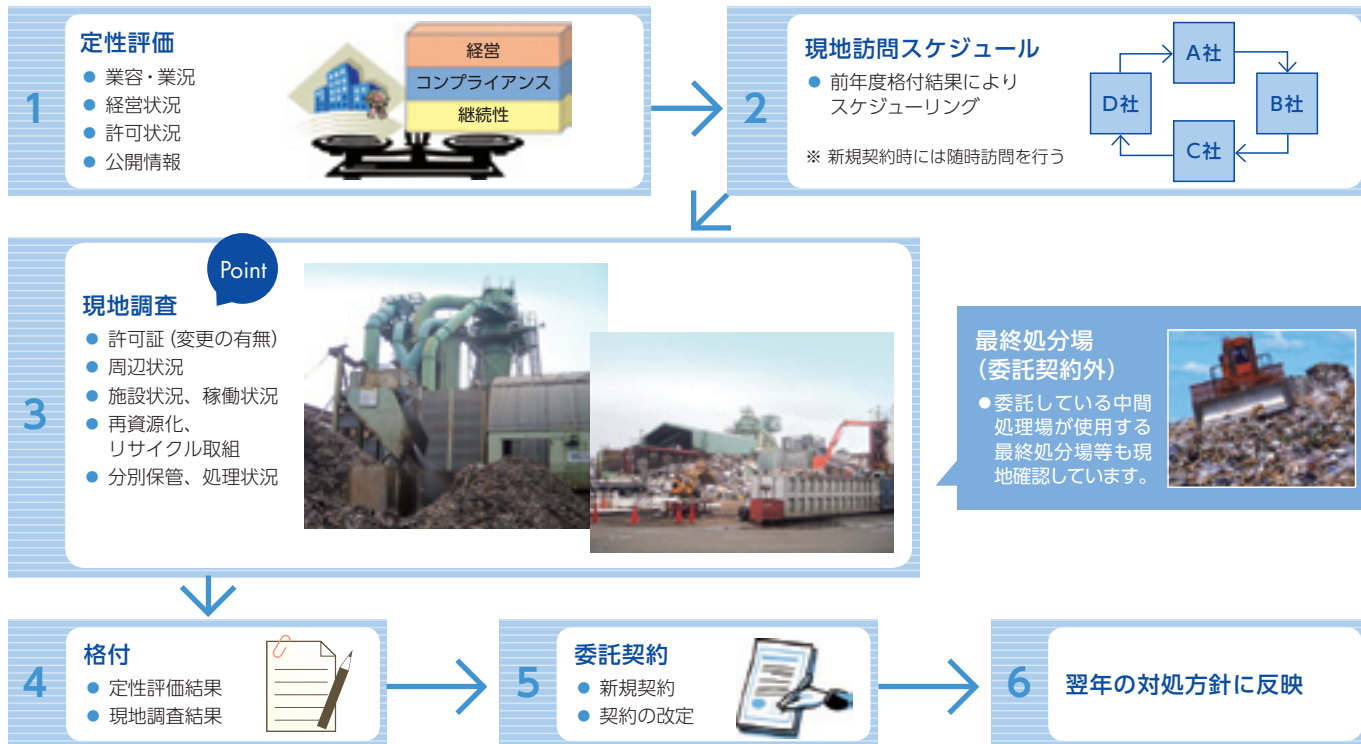 1
定性評価
● 業容・業況
● 経営状況
● 許可状況
● 公開情報
経営
コンプライアンス
継続性
2
現地訪問スケジュール
● 前年度格付結果により
スケジューリング
※ 新規契約時には随時訪問を行う
A社
B社
C社
D社
3
Point
現地調査
● 許可証(変更の有無)
● 周辺状況
● 施設状況、稼働状況
● 再資源化、
リサイクル取組
● 分別保管、処理状況
最終処分場
(委託契約外)
● 委託している中間
処理場が使用する
最終処分場等も現
地確認しています。
4
格付
● 定性評価結果
● 現地調査結果
5
委託契約
● 新規契約
● 契約の改定
6
翌年の対処方針に反映